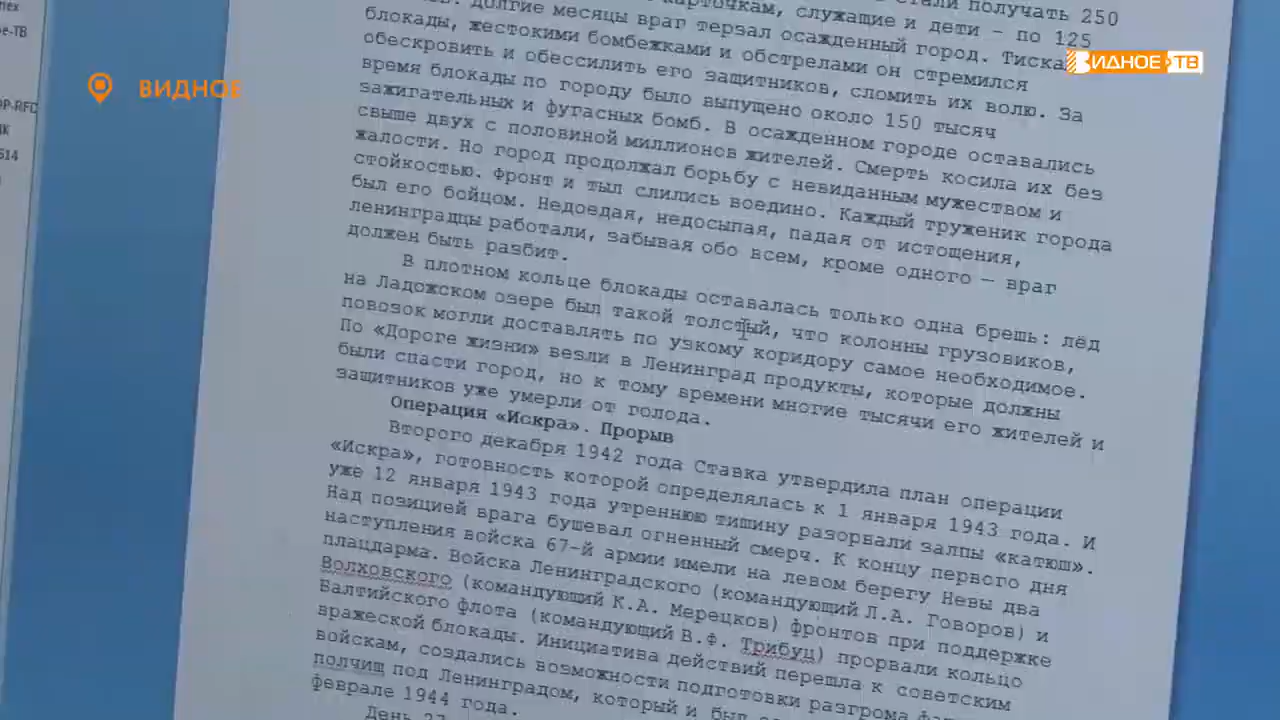 стали получать 250
карточкам, служащие и дети – по 125
долгие месяцы враг терзал осажденный город.
блокады, жестокими бомбежками и обстрелами он стремился
обескровить и обессилить его защитников, сломить их волю. За
время блокады по городу было выпущено около 150 тысяч
зажигательных и фугасных бомб. В осажденном городе оставались
свыше двух с половиной миллионов жителей. Смерть косила их без
жалости. Но город продолжал борьбу с невиданным мужеством и
стойкостью. Фронт и тыл слились воедино. Каждый труженик города
был его бойцом. Недоедая, недосыпая, падая от истощения,
ленинградцы работали, забывая обо всем, кроме одного – враг
должен быть разбит.
В плотном кольце блокады оставалась только одна брешь: лёд
на Ладожском озере был такой толстый, что колонны грузовиков,
повозок могли доставлять по узкому коридору самое необходимое.
По «Дороге жизни» везли в Ленинград продукты, которые должны
были спасти город, но к тому времени многие тысячи его жителей и
защитников уже умерли от голода.
Операция «Искра». Прорыв
Второго декабря 1942 года Ставка утвердила план операции
«Искра», готовность которой определялась к 1 января 1943 года. И
уже 12 января 1943 года утреннюю тишину разорвали залпы «катюш».
Над позицией врага бушевал огненный смерч. К концу первого дня
наступления войска 67-й армии имели на левом берегу Невы два
плацдарма. Войска Ленинградского (командующий Л.А. Говоров) и
Волховского (командующий К.А. Мерецков) фронтов при поддержке
Балтийского флота (командующий В.Ф. Трибуц) прорвали кольцо
вражеской блокады. Инициатива действий перешла к советским
войскам, создались возможности подготовки разгрома
полчищ под Ленинградом, который и был
феврале 1944 года.
День 27
ВИДНОЕ
ВИДНОЕ ТВ